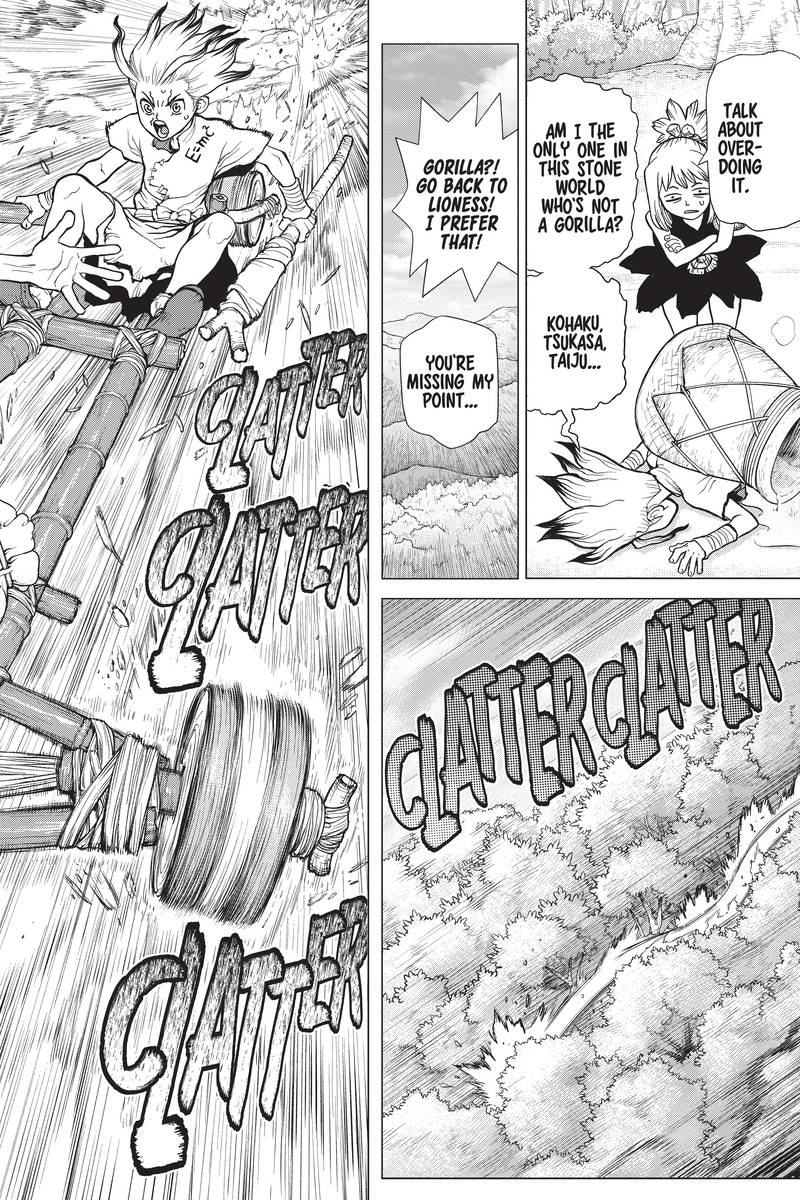 TALK
ABOUT
OVER-
DOING
IT.
AM I THE
ONLY ONE IN
THIS STONE
WORLD
WHO'S NOT
A GORILLA?
KOHAKU,
TSUKASA,
TAIJU...
GORILLA?!
GO BACK TO
LIONESS!
I PREFER
THAT!
YOU'RE
MISSING MY
POINT...
CLATTER CLATTER
E=mc²
CLATTER
CLATTER
CLATTER